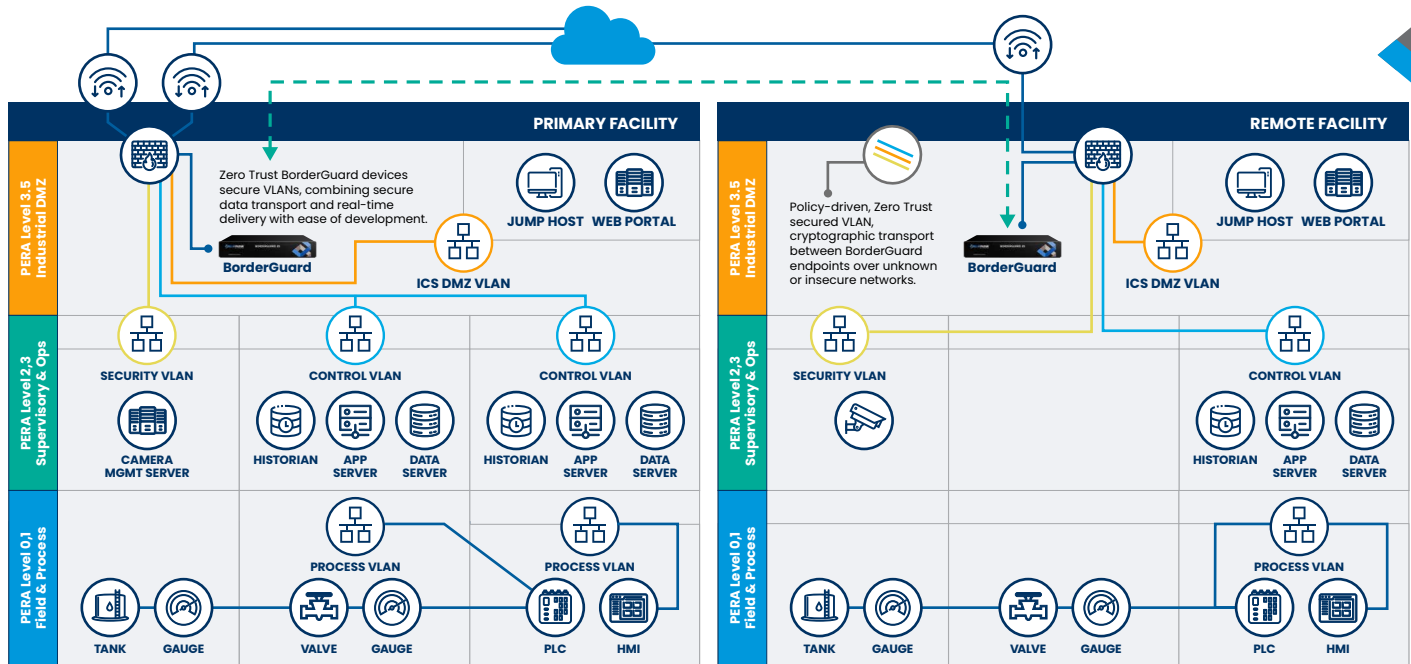 PRIMARY FACILITY
PERA Level 3.5
Industrial DMZ
Zero Trust BorderGuard devices
secure VLANs, combining secure
data transport and real-time
delivery with ease of development.
BorderGuard
JUMP HOST
WEB PORTAL
ICS DMZ VLAN
PERA Level 2,3
Supervisory & Ops
SECURITY VLAN
CONTROL VLAN
CONTROL VLAN
CAMERA
MGMT SERVER
HISTORIAN
APP
SERVER
DATA
SERVER
HISTORIAN
APP
SERVER
DATA
SERVER
PERA Level 0,1
Field & Process
PROCESS VLAN
PROCESS VLAN
TANK
GAUGE
VALVE
GAUGE
PLC
HMI
REMOTE FACILITY
PERA Level 3.5
Industrial DMZ
Policy-driven, Zero Trust
secured VLAN,
cryptographic transport
between BorderGuard
endpoints over unknown
or insecure networks.
BorderGuard
JUMP HOST
WEB PORTAL
ICS DMZ VLAN
PERA Level 2,3
Supervisory & Ops
SECURITY VLAN
CONTROL VLAN
HISTORIAN
APP
SERVER
DATA
SERVER
PERA Level 0,1
Field & Process
PROCESS VLAN
TANK
GAUGE
VALVE
GAUGE
PLC
HMI